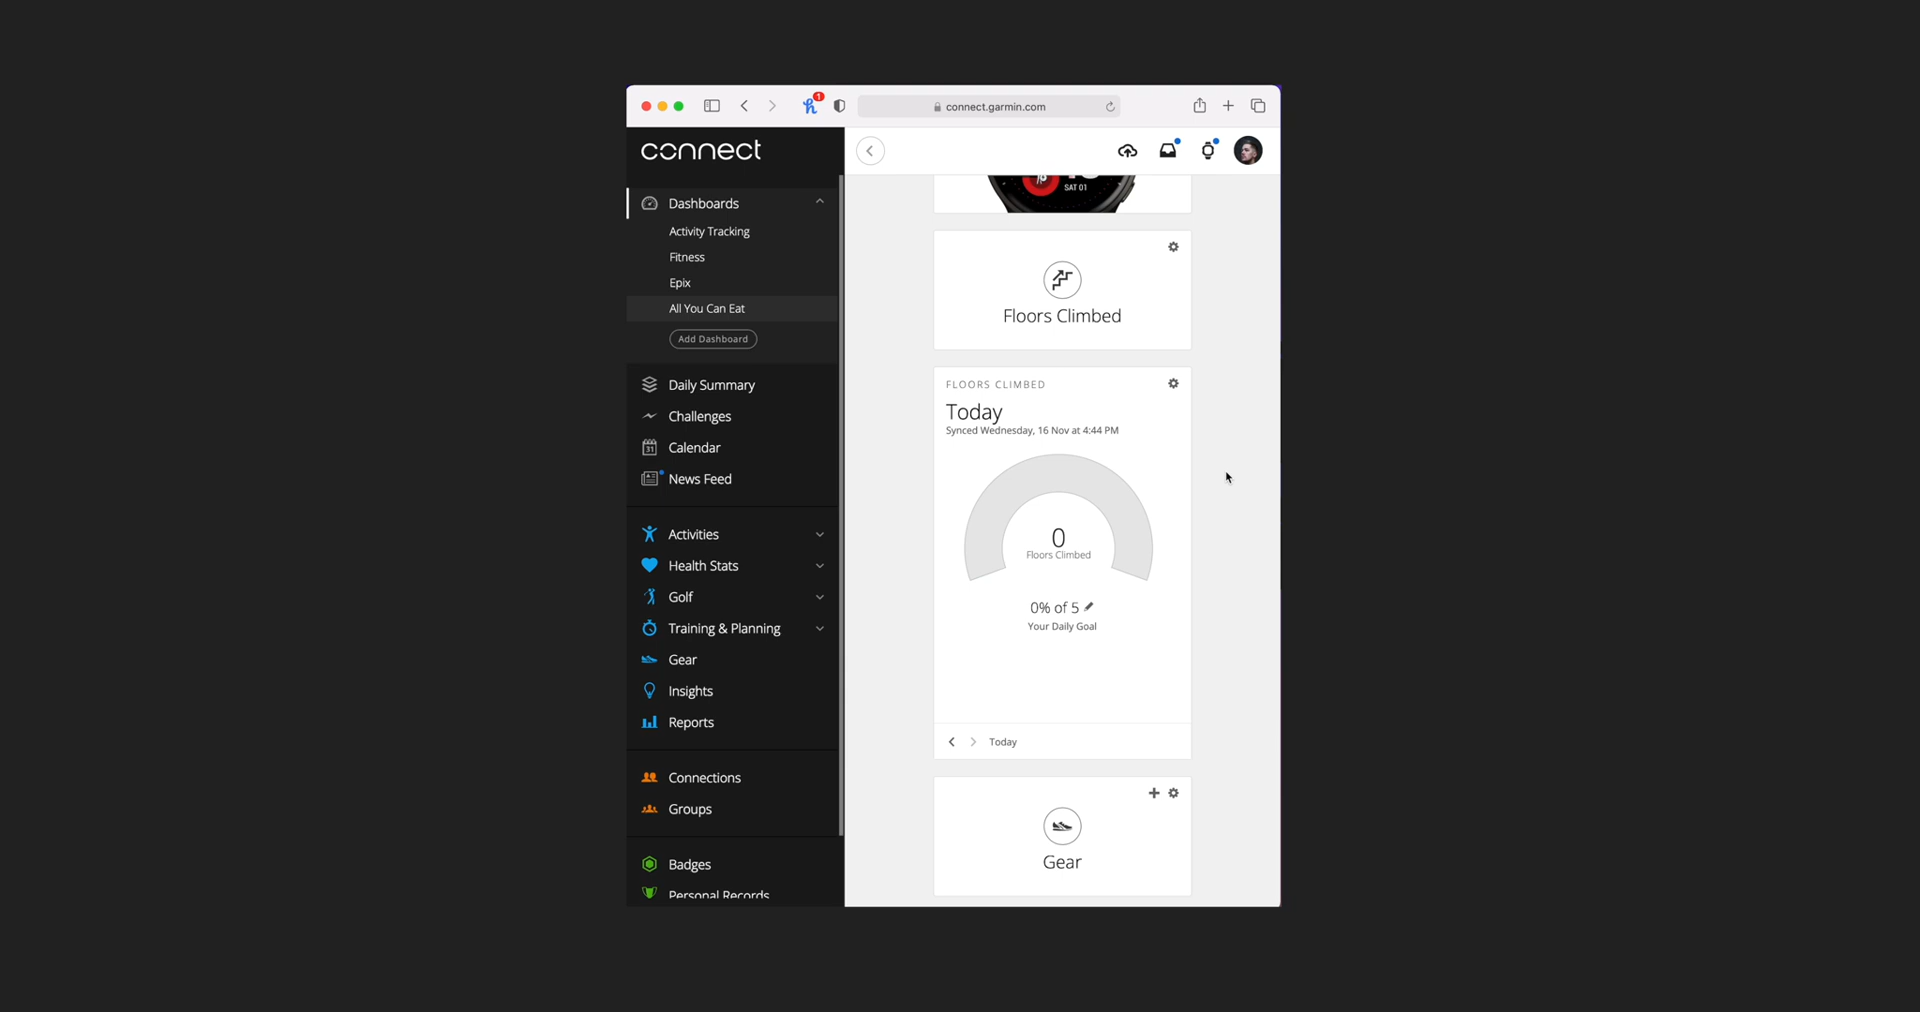 1
connect.garmin.com
connect
Dashboards
Activity Tracking
Fitness
Epix
All You Can Eat
Add Dashboard
Daily Summary
Challenges
31
Calendar
News Feed
Activities
Health Stats
Golf
Training & Planning
Gear
Insights
Reports
Connections
Groups
Badges
Personal Records
SAT 01
Floors Climbed
FLOORS CLIMBED
Today
Synced Wednesday, 16 Nov at 4:44 PM
0
Floors Climbed
0% of 5
Your Daily Goal
Today
Gear